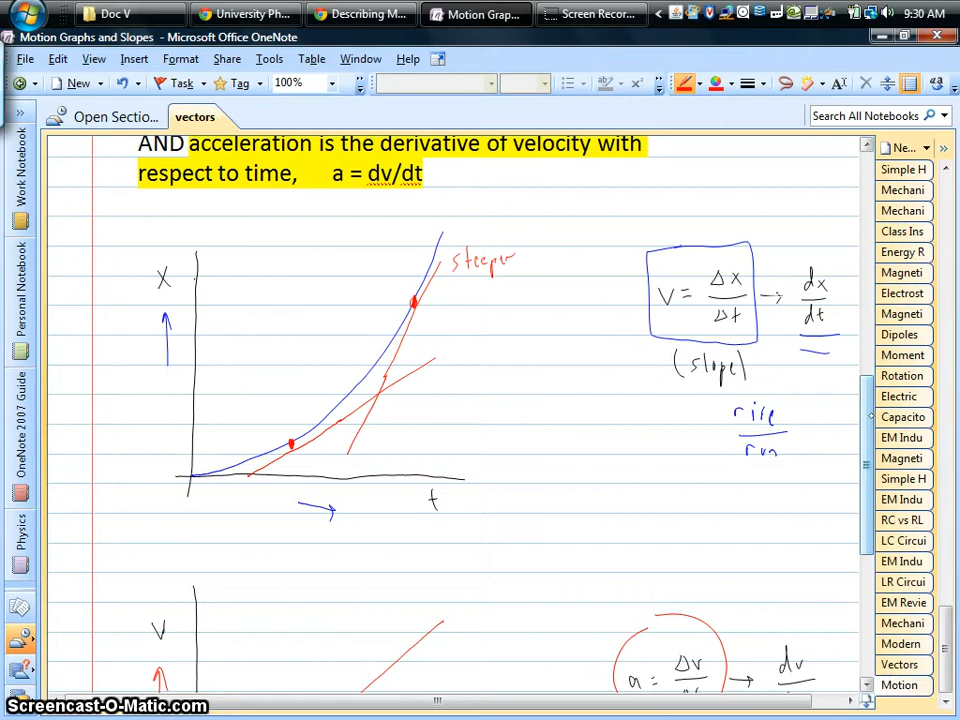 Doc V
University Ph...
Describing M...
Motion Grap...
Screen Recor...
9:30 AM
Motion Graphs and Slopes - Microsoft Office OneNote
File Edit View Insert Format Share Tools Table Window Help
New Task Tag 100%
Open Sectio... vectors Search All Notebooks
Work Notebook
Personal Notebook
OneNote 2007 Guide
Physics
AND acceleration is the derivative of velocity with
respect to time, a = dv/dt
X
steeper
t
V = Δx/Δt → dx/dt
(slope)
rise
run
V
a = Δv → dv
Ne...
Simple H
Mechani
Mechani
Class Ins
Energy R
Magneti
Electrost
Magneti
Dipoles
Moment
Rotation
Electric
Capacito
EM Indu
Magneti
Simple H
EM Indu
RC vs RL
LC Circui
EM Indu
LR Circui
EM Revie
Mechani
Modern
Vectors
Motion
Screencast-O-Matic.com